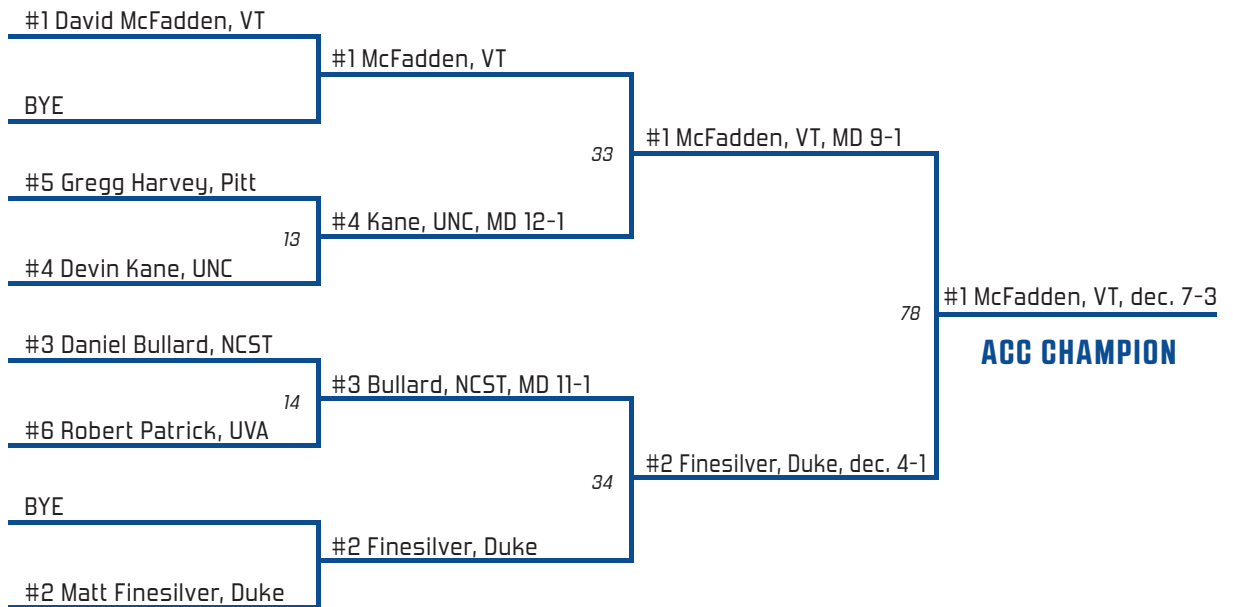 #1 David McFadden, VT
#1 McFadden, VT
BYE
#1 McFadden, VT, MD 9-1
33
#5 Gregg Harvey, Pitt
#4 Kane, UNC, MD 12-1
13
#4 Devin Kane, UNC
#1 McFadden, VT, dec. 7-3
78
ACC CHAMPION
#3 Daniel Bullard, NCST
#3 Bullard, NCST, MD 11-1
14
#6 Robert Patrick, UVA
#2 Finesilver, Duke, dec. 4-1
34
BYE
#2 Finesilver, Duke
#2 Matt Finesilver, Duke